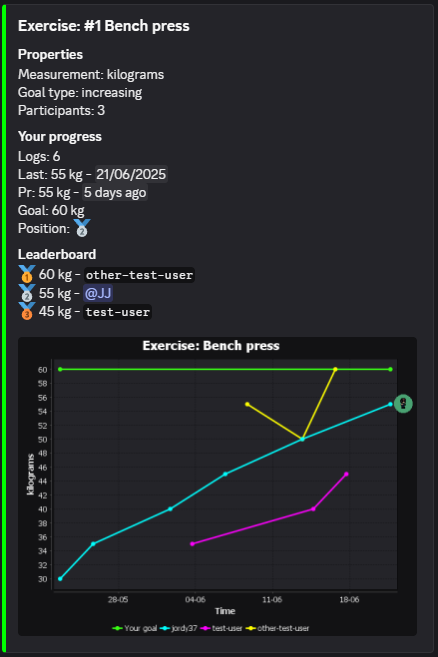 Exercise: #1 Bench press
Properties
Measurement: kilograms
Goal type: increasing
Participants: 3
Your progress
Logs: 6
Last: 55 kg - 21/06/2025
Pr: 55 kg - 5 days ago
Goal: 60 kg
Position: 2
Leaderboard
1 60 kg - other-test-user
2 55 kg - @JJ
3 45 kg - test-user
Exercise: Bench press
60
58
56
54
52
50
48
46
44
42
40
38
36
34
32
30
kilograms
28-05 04-06 11-06 18-06
Time
Your goal jordy37 test-user other-test-user